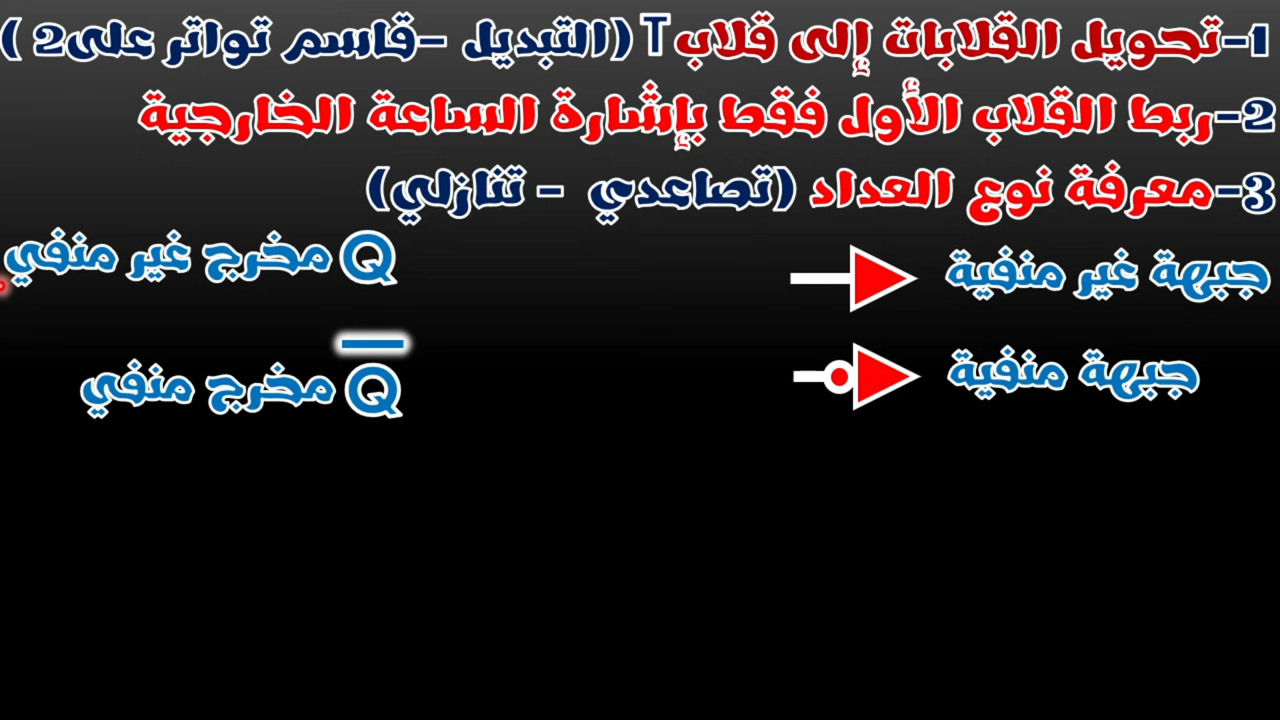 1-تحويل القلابات إلى قلاب T (التبديل -قاسم تواتر على2 )
2-ربط القلاب الأول فقط بإشارة الساعة الخارجية
3-معرفة نوع العداد (تصاعدي - تنازلي)
جبهة غير منفية
Q مخرج غير منفي
جبهة منفية
Q̅ مخرج منفي